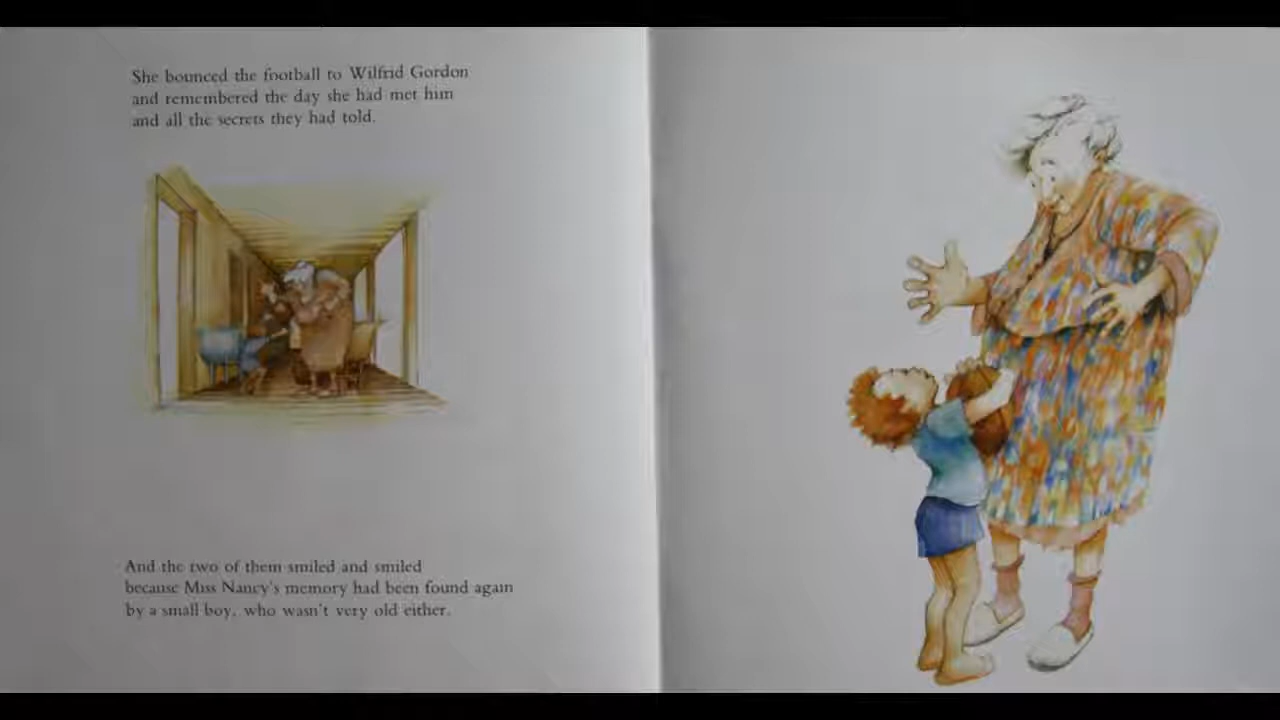 She bounced the football to Wilfrid Gordon
and remembered the day she had met him
and all the secrets they had told.
And the two of them smiled and smiled
because Miss Nancy's memory had been found again
by a small boy, who wasn't very old either.